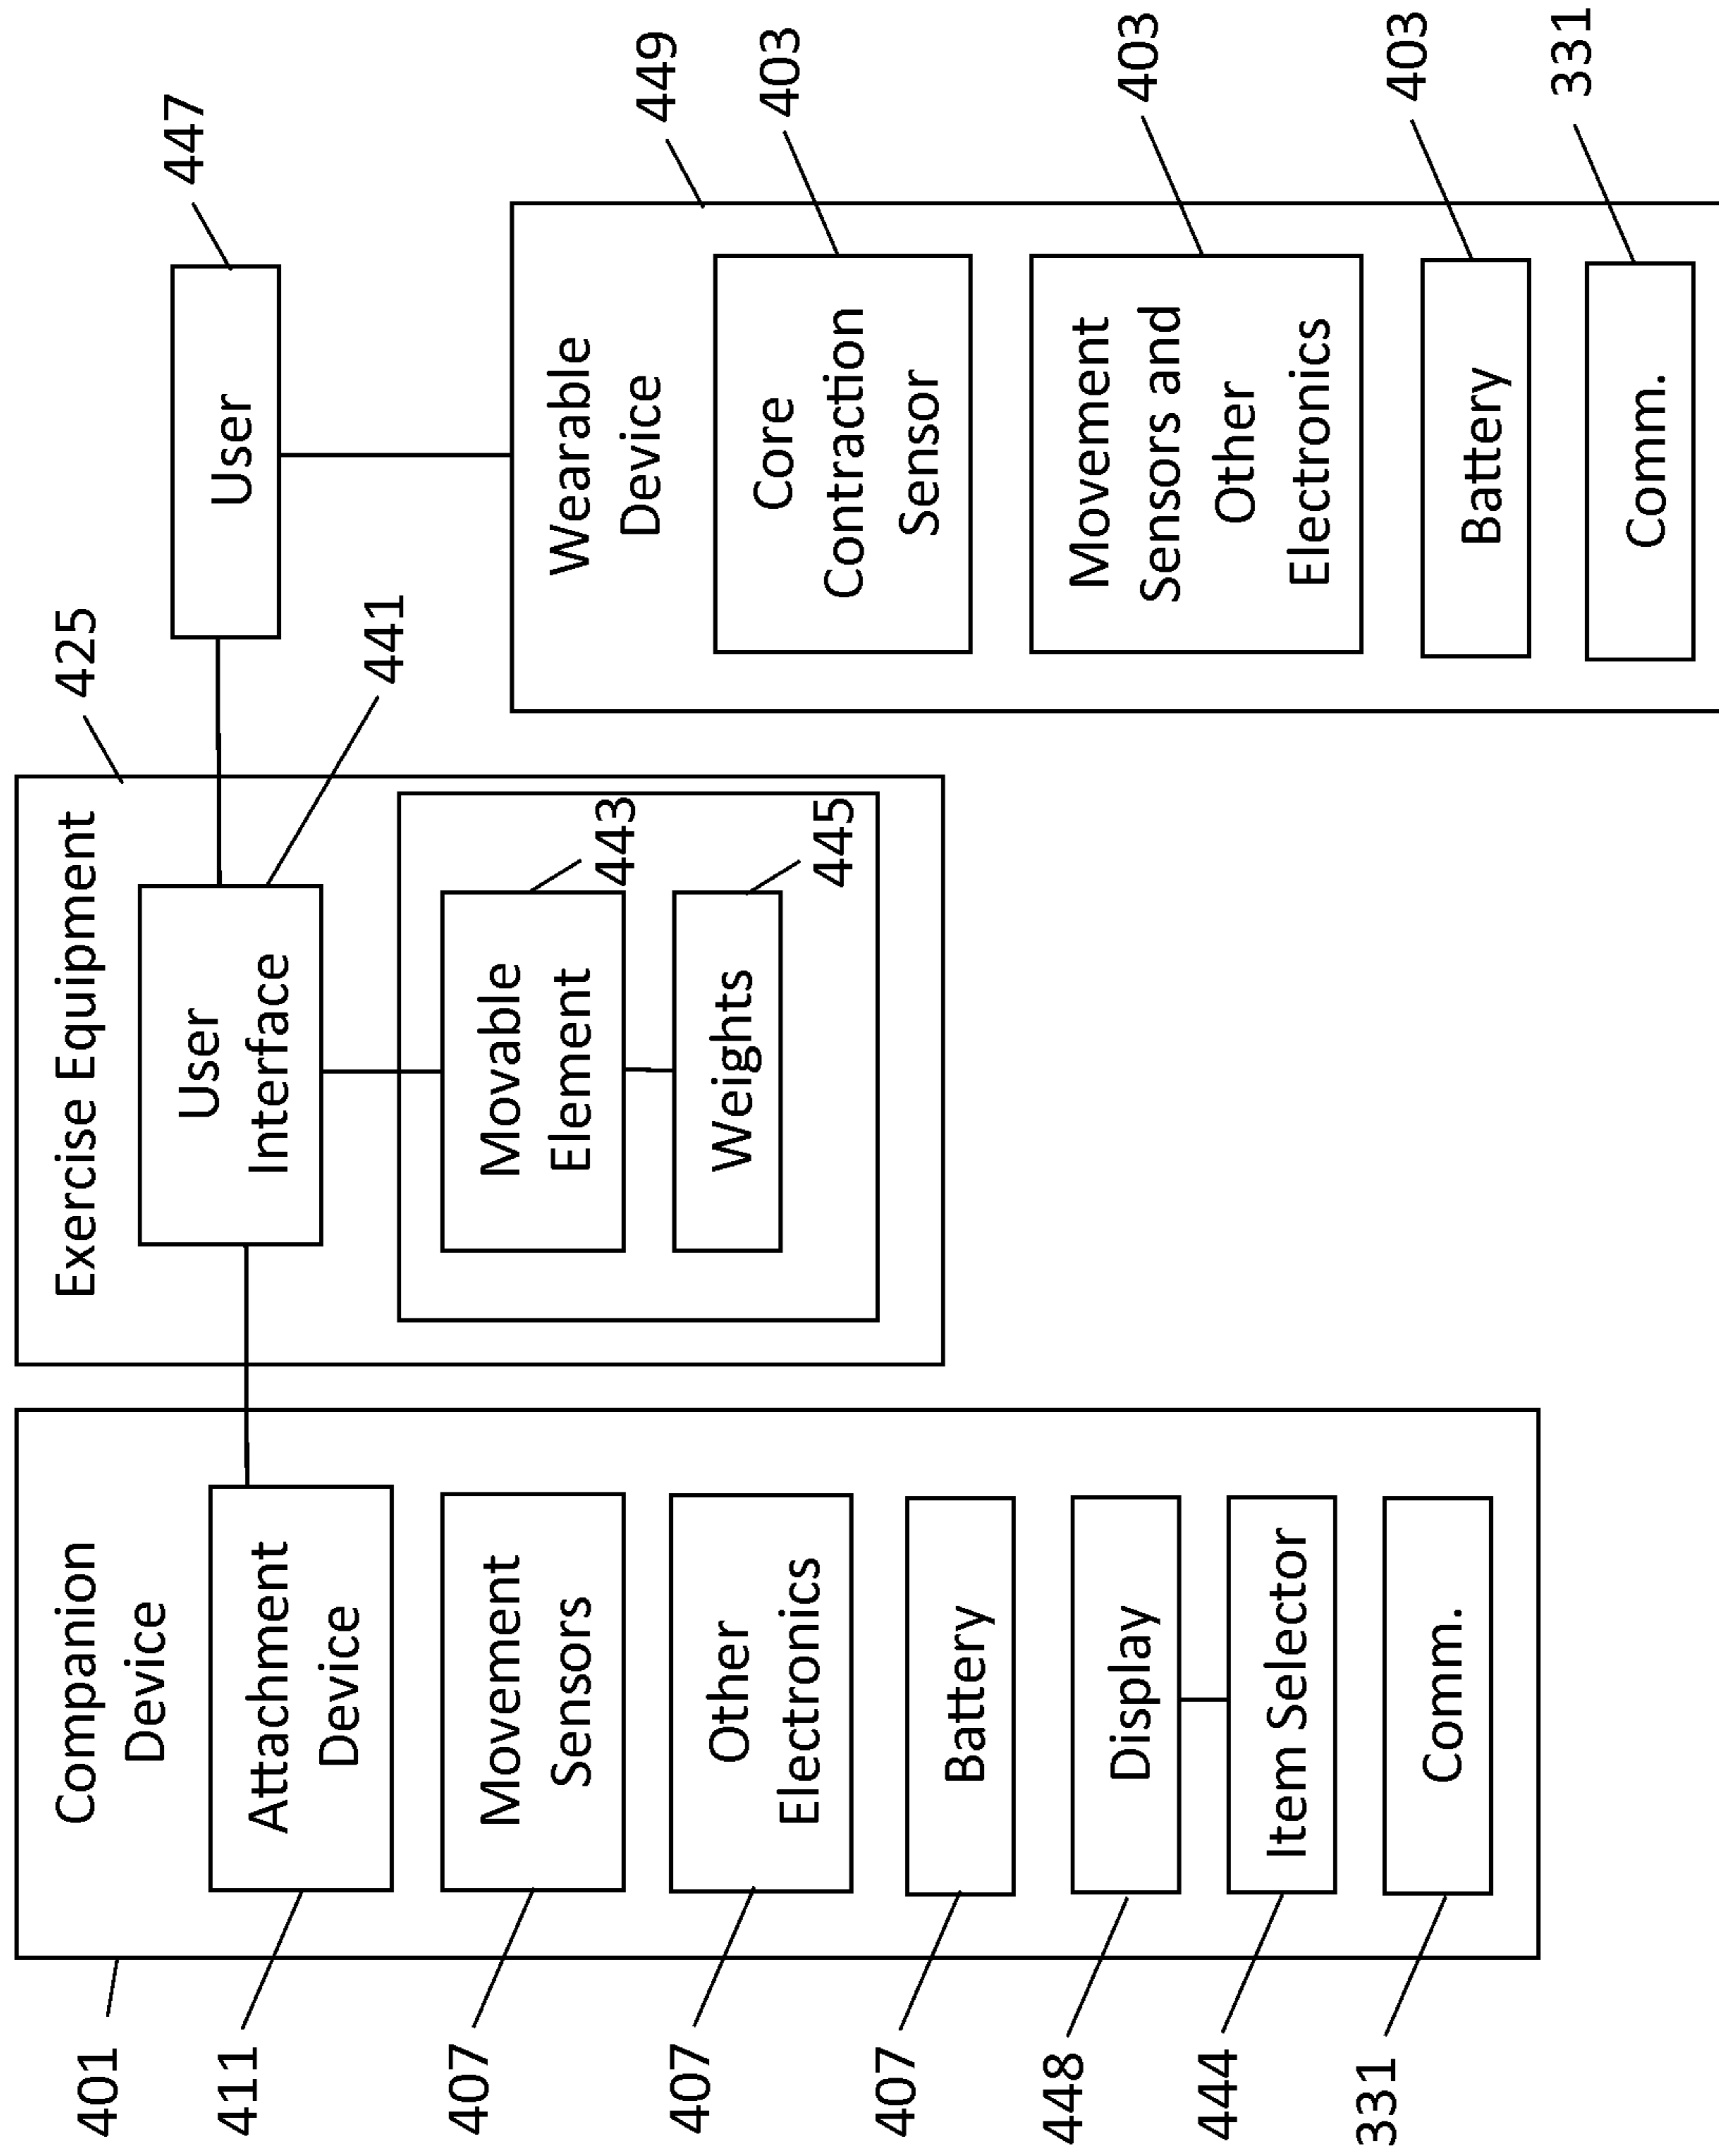 401
Companion
Device
411
Attachment
Device
407
Movement
Sensors
407
Other
Electronics
407
Battery
448
Display
444
Item Selector
331
Comm.
425
Exercise Equipment
441
User
Interface
443
Movable
Element
445
Weights
447
User
449
Wearable
Device
403
Core
Contraction
Sensor
403
Movement
Sensors and
Other
Electronics
403
Battery
331
Comm.